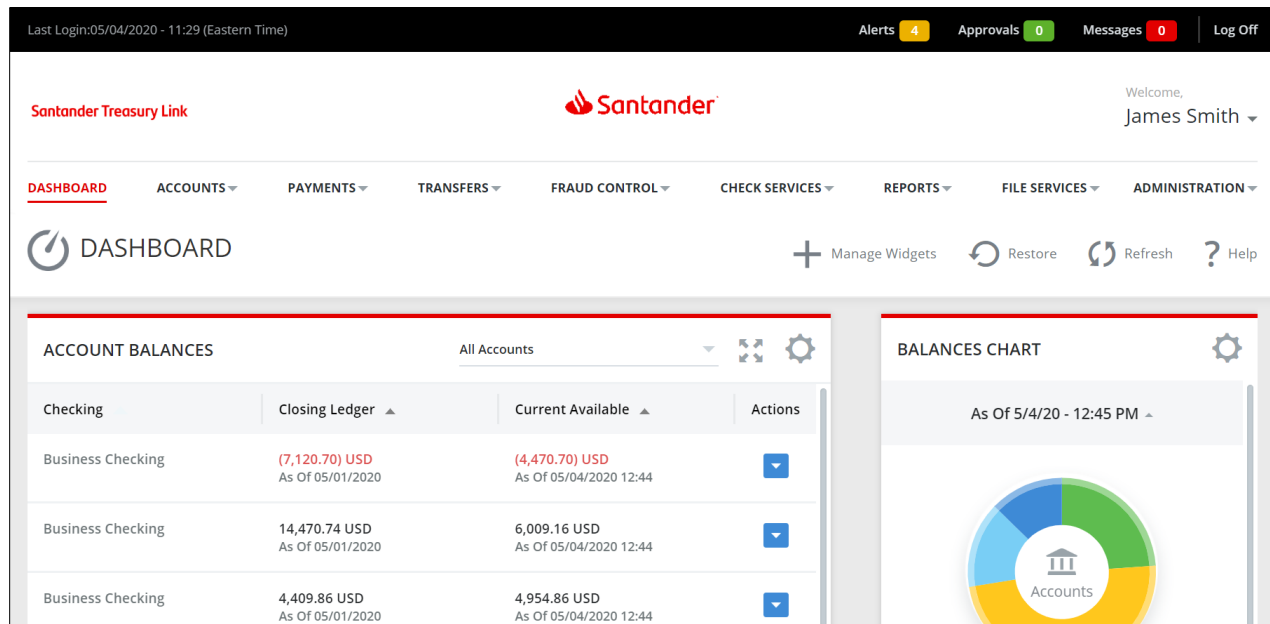 Last Login:05/04/2020 - 11:29 (Eastern Time) Alerts 4 Approvals 0 Messages 0 Log Off
Santander Treasury Link Santander Welcome,
James Smith
DASHBOARD ACCOUNTS PAYMENTS TRANSFERS FRAUD CONTROL CHECK SERVICES REPORTS FILE SERVICES ADMINISTRATION
DASHBOARD Manage Widgets Restore Refresh ? Help
ACCOUNT BALANCES All Accounts BALANCES CHART
Checking Closing Ledger Current Available Actions As Of 5/4/20 - 12:45 PM
Business Checking (7,120.70) USD (4,470.70) USD
As Of 05/01/2020 As Of 05/04/2020 12:44
Business Checking 14,470.74 USD 6,009.16 USD
As Of 05/01/2020 As Of 05/04/2020 12:44
Business Checking 4,409.86 USD 4,954.86 USD Accounts
As Of 05/01/2020 As Of 05/04/2020 12:44